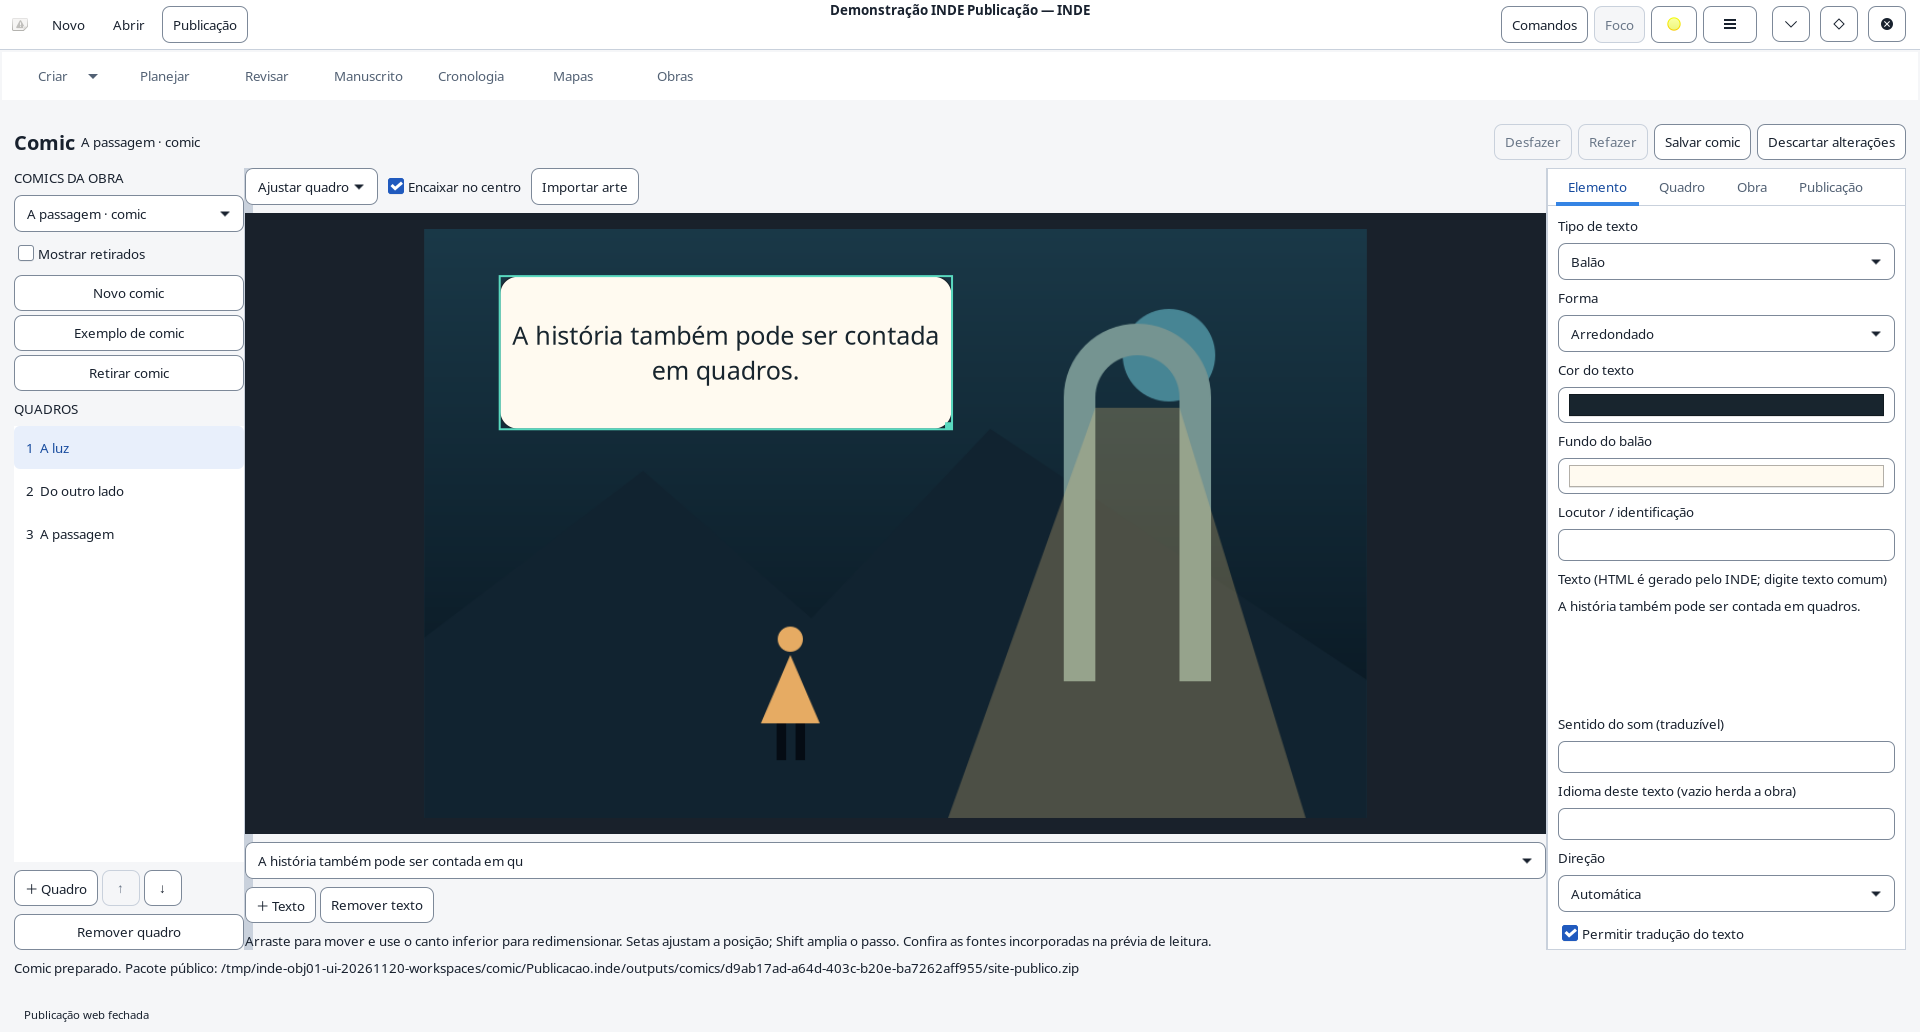 Demonstração INDE Publicação — INDE
Novo
Abrir
Publicação
Comandos
Foco
Criar
Planejar
Revisar
Manuscrito
Cronologia
Mapas
Obras
Comic A passagem · comic
Desfazer
Refazer
Salvar comic
Descartar alterações
COMICS DA OBRA
A passagem · comic
Mostrar retirados
Novo comic
Exemplo de comic
Retirar comic
QUADROS
1 A luz
2 Do outro lado
3 A passagem
+ Quadro
↑
↓
Remover quadro
Ajustar quadro
Encaixar no centro
Importar arte
A história também pode ser contada
em quadros.
A história também pode ser contada em qu
+ Texto
Remover texto
Arraste para mover e use o canto inferior para redimensionar. Setas ajustam a posição; Shift amplia o passo. Confira as fontes incorporadas na prévia de leitura.
Elemento
Quadro
Obra
Publicação
Tipo de texto
Balão
Forma
Arredondado
Cor do texto
Fundo do balão
Locutor / identificação
Texto (HTML é gerado pelo INDE; digite texto comum)
A história também pode ser contada em quadros.
Sentido do som (traduzível)
Idioma deste texto (vazio herda a obra)
Direção
Automática
Permitir tradução do texto
Comic preparado. Pacote público: /tmp/inde-obj01-ui-20261120-workspaces/comic/Publicacao.inde/outputs/comics/d9ab17ad-a64d-403c-b20e-ba7262aff955/site-publico.zip
Publicação web fechada